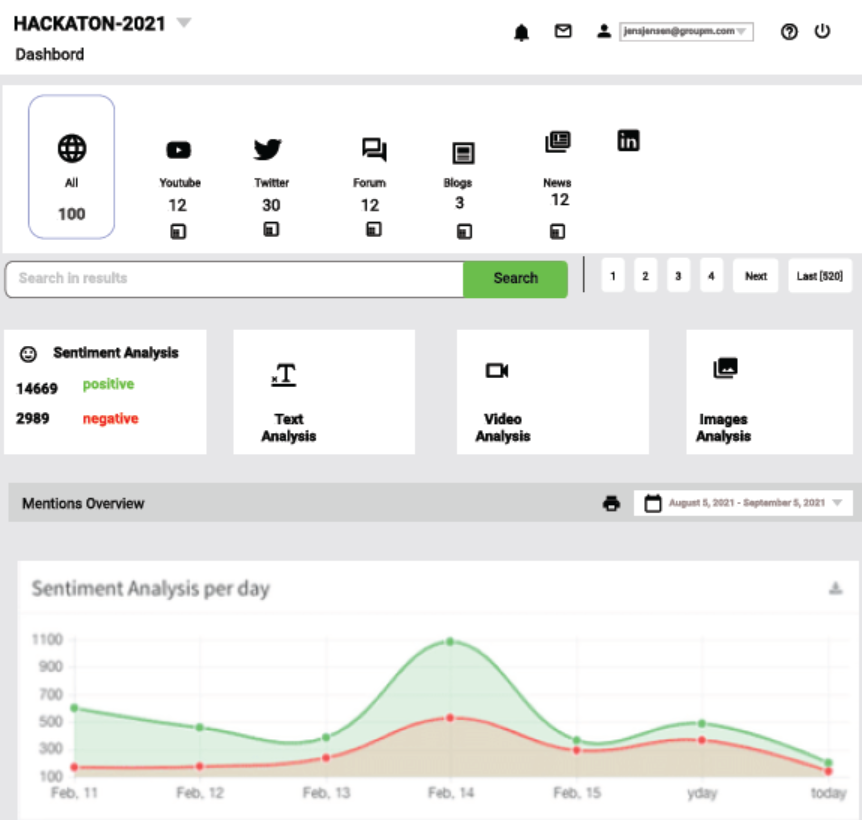 HACKATON-2021
Dashbord
jensjensen@groupm.com
All
100
Youtube
12
Twitter
30
Forum
12
Blogs
3
News
12
in
Search in results
Search
1 2 3 4 Next Last [520]
Sentiment Analysis
14669 positive
2989 negative
Text
Analysis
Video
Analysis
Images
Analysis
Mentions Overview
August 5, 2021 - September 5, 2021
Sentiment Analysis per day
1100
900
700
500
300
100
Feb, 11 Feb, 12 Feb, 13 Feb, 14 Feb, 15 yday today